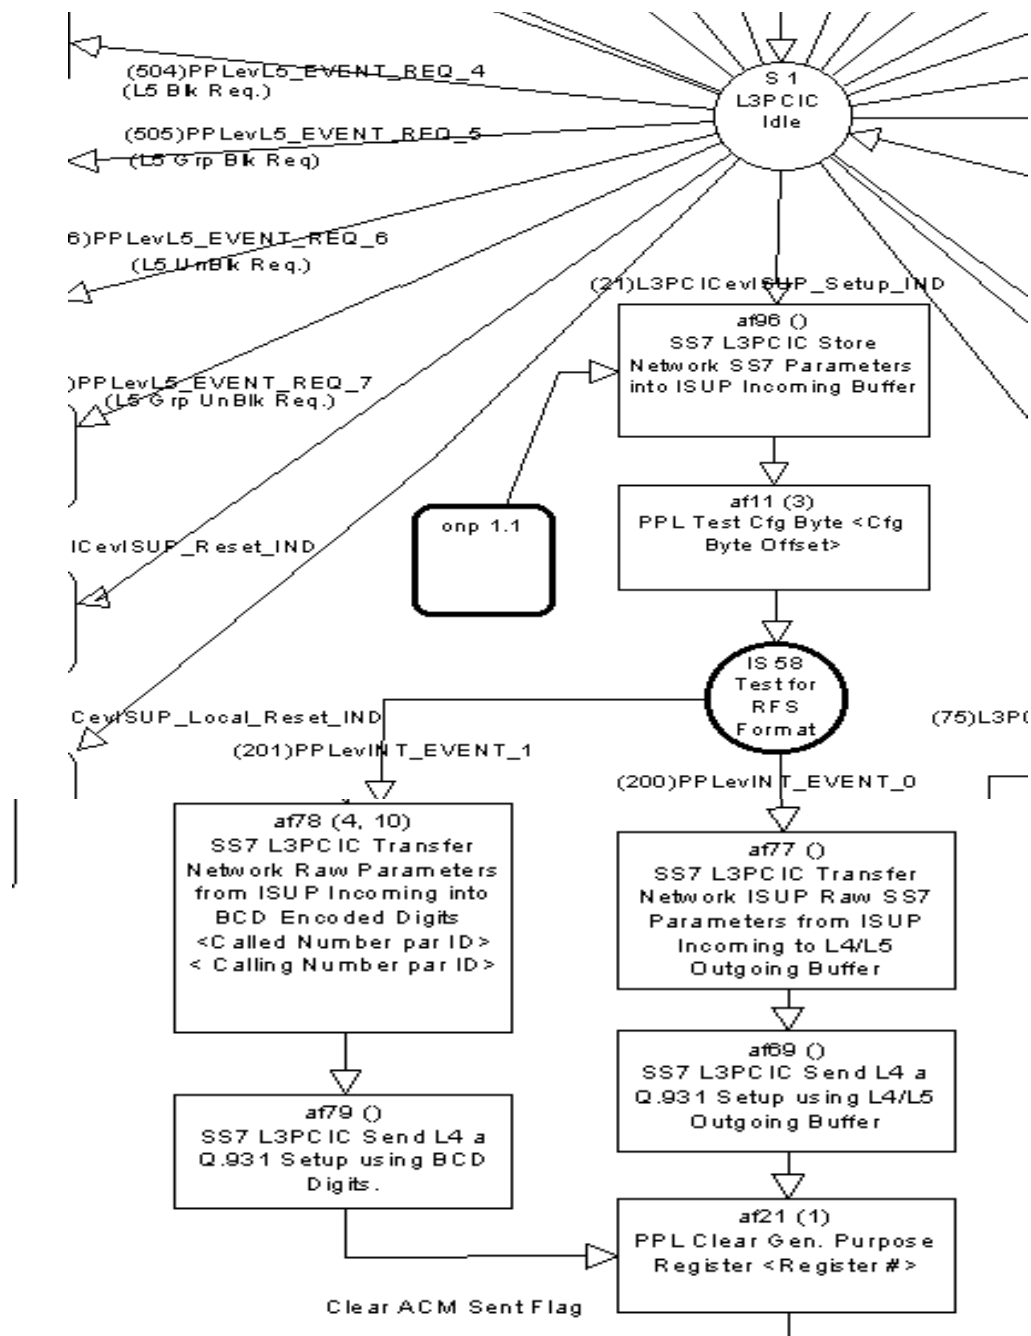 S 1
L3PCIC
Idle
(504)PPLevL5_EVENT_REQ_4
(L5 Blk Req.)
(505)PPLevL5_EVENT_REQ_5
(L5 Grp Blk Req)
6)PPLevL5_EVENT_REQ_6
(L5 UnBlk Req.)
(21)L3PCICevISUP_Setup_IND
af96 ()
SS7 L3PCIC Store
Network SS7 Parameters
into ISUP Incoming Buffer
)PPLevL5_EVENT_REQ_7
(L5 Grp UnBlk Req.)
af11 (3)
PPL Test Cfg Byte <Cfg
Byte Offset>
onp 1.1
ICevISUP_Reset_IND
IS 58
Test for
RFS
Format
CevISUP_Local_Reset_IND
(75)L3PC
(201)PPLevINT_EVENT_1
(200)PPLevINT_EVENT_0
af78 (4, 10)
SS7 L3PCIC Transfer
Network Raw Parameters
from ISUP Incoming into
BCD Encoded Digits
<Called Number par ID>
< Calling Number par ID>
af77 ()
SS7 L3PCIC Transfer
Network ISUP Raw SS7
Parameters from ISUP
Incoming to L4/L5
Outgoing Buffer
af69 ()
SS7 L3PCIC Send L4 a
Q.931 Setup using L4/L5
Outgoing Buffer
af79 ()
SS7 L3PCIC Send L4 a
Q.931 Setup using BCD
Digits.
af21 (1)
PPL Clear Gen. Purpose
Register <Register #>
Clear ACM Sent Flag